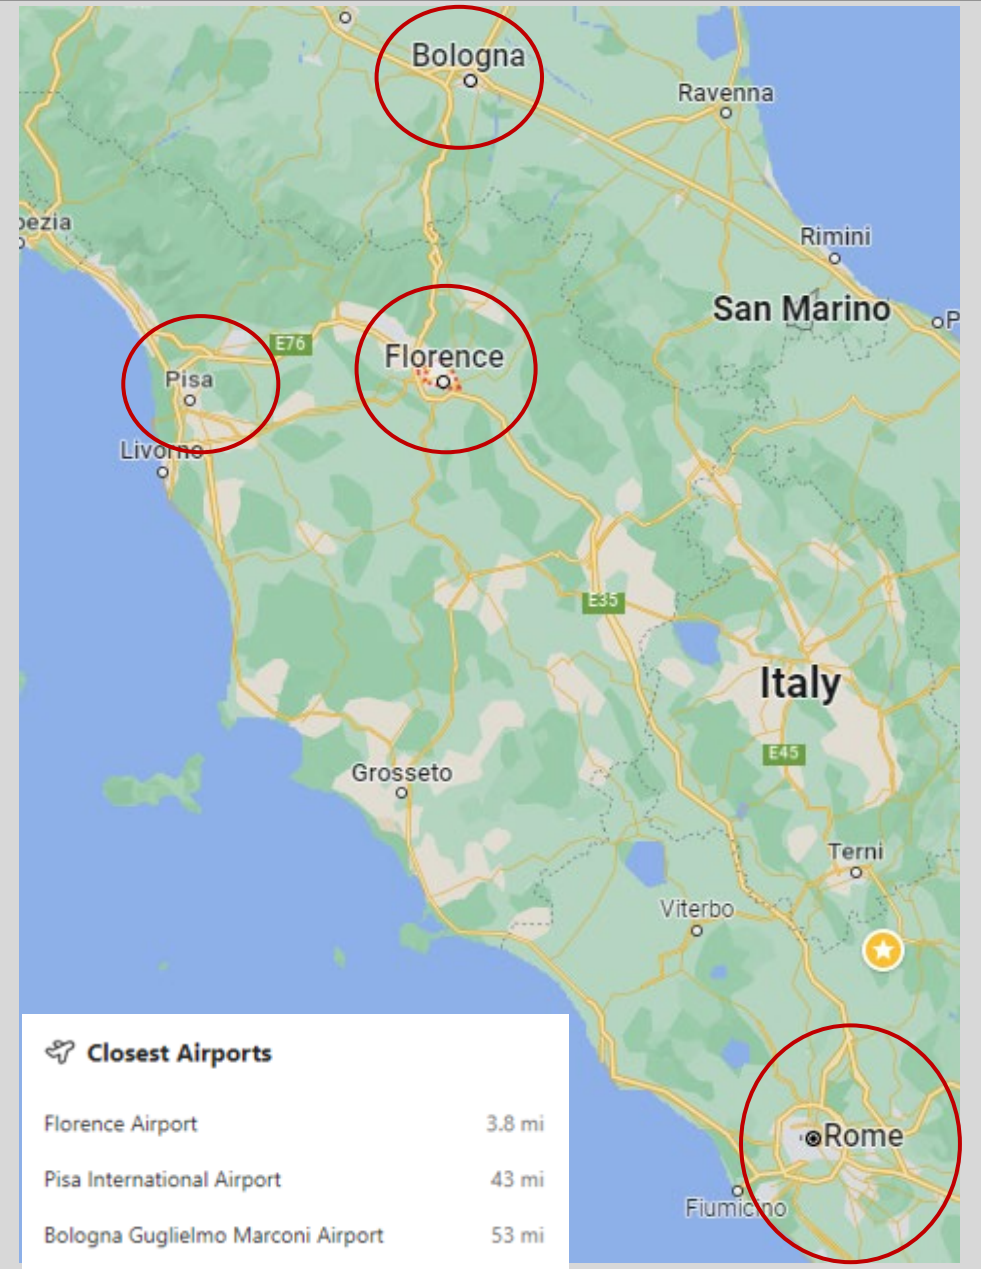 Bologna
Ravenna
pezia
Rimini
San Marino
P
E76
Florence
Pisa
Livorno
E35
Italy
E45
Grosseto
Terni
Viterbo
Rome
Fiumicino
Closest Airports
Florence Airport 3.8 mi
Pisa International Airport 43 mi
Bologna Guglielmo Marconi Airport 53 mi